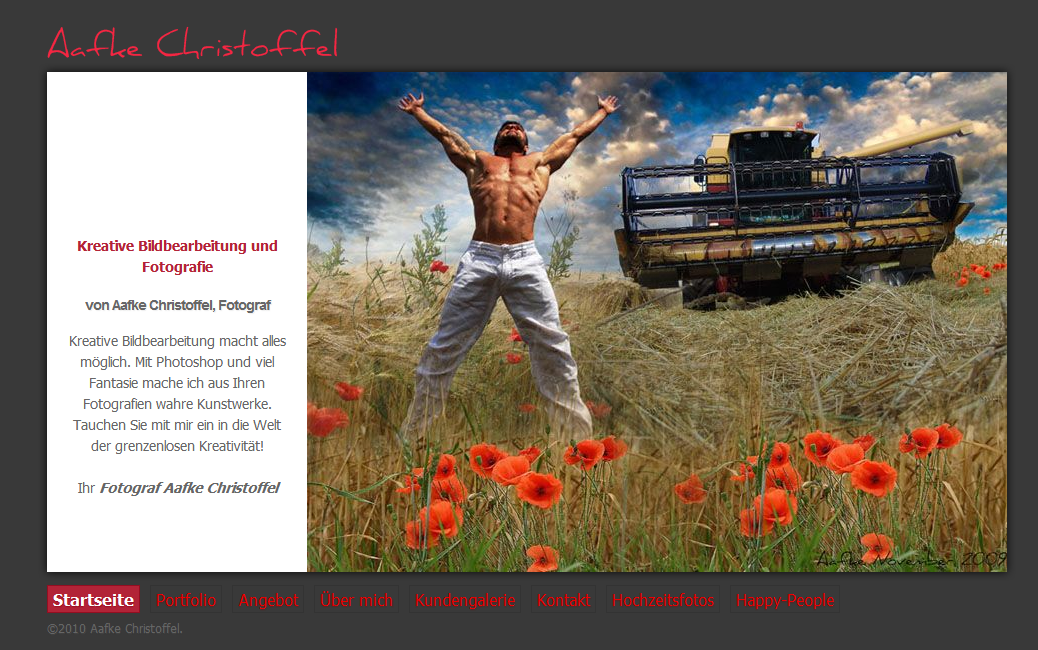 Aafke Christoffel
Kreative Bildbearbeitung und
Fotografie
von Aafke Christoffel, Fotograf
Kreative Bildbearbeitung macht alles
möglich. Mit Photoshop und viel
Fantasie mache ich aus Ihren
Fotografien wahre Kunstwerke.
Tauchen Sie mit mir ein in die Welt
der grenzenlosen Kreativität!
Ihr Fotograf Aafke Christoffel
Aafke November 2009
Startseite Portfolio Angebot Über mich Kundengalerie Kontakt Hochzeitsfotos Happy-People
©2010 Aafke Christoffel.